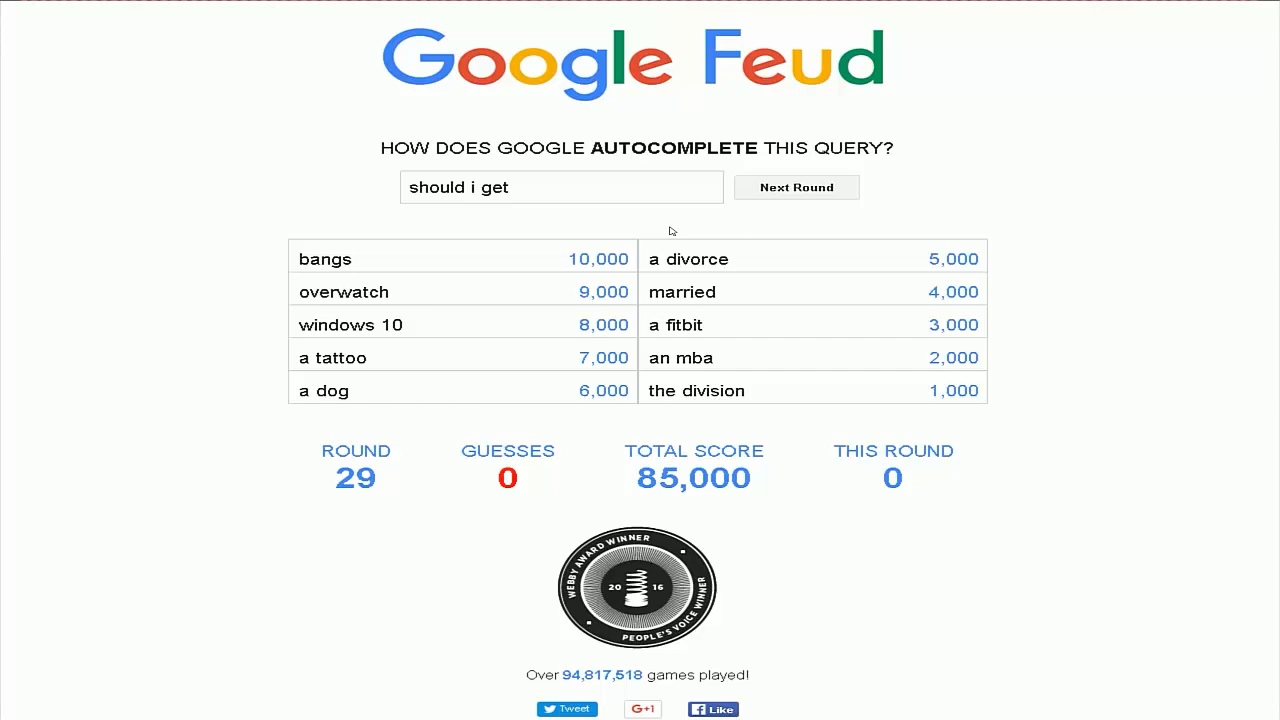 Google Feud
HOW DOES GOOGLE AUTOCOMPLETE THIS QUERY?
should i get
Next Round
bangs 10,000
overwatch 9,000
windows 10 8,000
a tattoo 7,000
a dog 6,000
a divorce 5,000
married 4,000
a fitbit 3,000
an mba 2,000
the division 1,000
ROUND
29
GUESSES
0
TOTAL SCORE
85,000
THIS ROUND
0
WEBBY AWARD WINNER
20 16
PEOPLE'S VOICE WINNER
Over 94,817,518 games played!
Tweet
G+1
Like